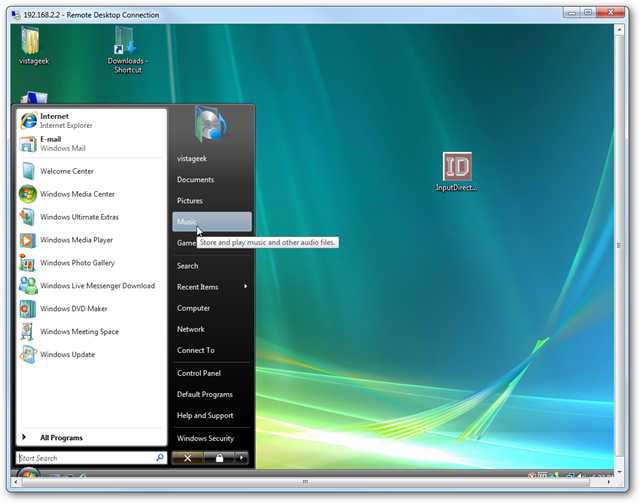 192.168.2.2 - Remote Desktop Connection
vistageek
Downloads -
Shortcut
Internet
Internet Explorer
E-mail
Windows Mail
Welcome Center
Windows Media Center
Windows Ultimate Extras
Windows Media Player
Windows Photo Gallery
Windows Live Messenger Download
Windows DVD Maker
Windows Meeting Space
Windows Update
All Programs
Start Search
vistageek
Documents
Pictures
Music
Game
Store and play music and other audio files.
Search
Recent Items
Computer
Network
Connect To
Control Panel
Default Programs
Help and Support
Windows Security
ID
InputDirect...